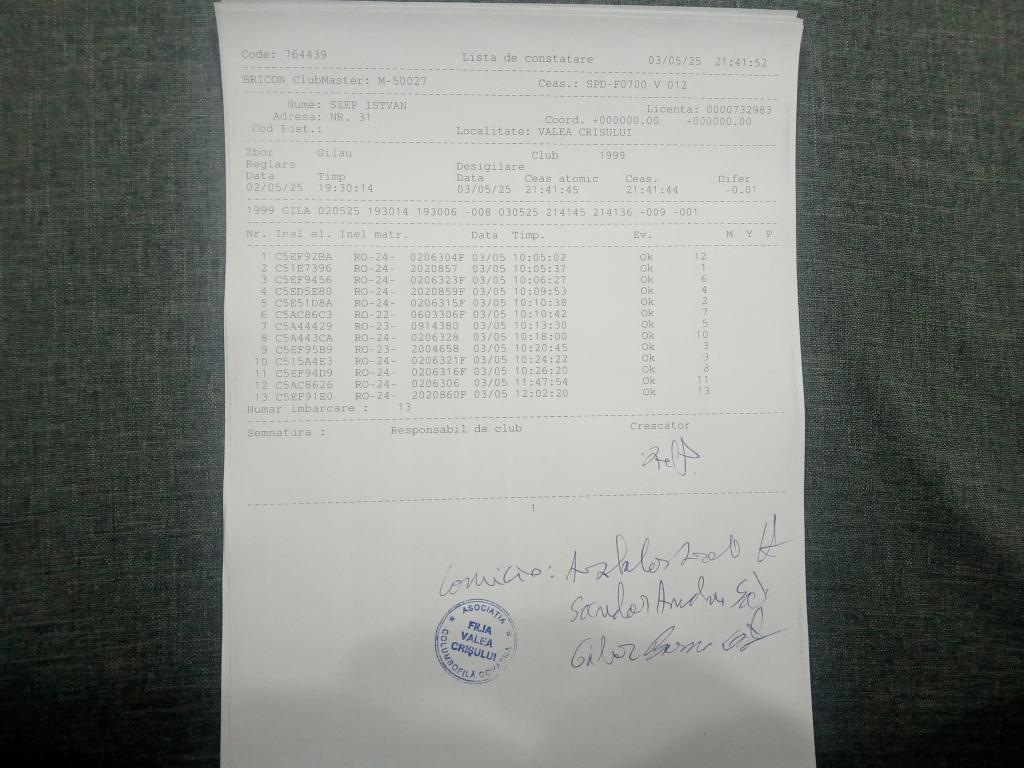 Code: 764439 Lista de constatare 03/05/25 21:41:52
BRICON ClubMaster: M-50027 Ceas.: SPD-F0700 V 012
Nume: SZEP ISTVAN Licenta: 0000732983
Adresa: NR. 31 Coord. +000000.00 +000000.00
Cod Post.: Localitate: VALEA CRISULUI
Zbor Gilau Club 1999
Reglare Desigilare
Data Timp Data Ceas atomic Ceas. Difer
02/05/25 19:30:14 03/05/25 21:41:45 21:41:44 -0.01
1999 GILA 020525 193014 193006 -008 030525 214145 214136 -009 -001
Nr. Inel el. Inel matr. Data Timp. Ev. M Y P
1 C5EF92BA RO-24- 0206304F 03/05 10:05:02 Ok 12
2 C51E7396 RO-24- 2020857 03/05 10:05:37 Ok 1
3 C5EF9456 RO-24- 0206323F 03/05 10:06:27 Ok 6
4 C5ED5E80 RO-24- 2020859F 03/05 10:09:53 Ok 4
5 C5E51D8A RO-24- 0206315F 03/05 10:10:38 Ok 2
6 C5AC86C3 RO-22- 0603306F 03/05 10:10:42 Ok 7
7 C5A44429 RO-23- 0914380 03/05 10:13:30 Ok 5
8 C5A443CA RO-24- 0206328 03/05 10:18:00 Ok 10
9 C5EF95B9 RO-23- 2004658 03/05 10:20:45 Ok 3
10 C515A4E3 RO-24- 0206321F 03/05 10:24:22 Ok 9
11 C5EF94D9 RO-24- 0206316F 03/05 10:26:20 Ok 8
12 C5AC8626 RO-24- 0206306 03/05 11:47:54 Ok 11
13 C5EF91E0 RO-24- 2020860F 03/05 12:02:20 Ok 13
Numar imbarcare : 13
Semnatura : Responsabil de club Crescator
1
Sandor
ASOCIATIA
FILIA
VALEA
CRIŞULUI
COLUMBOFILĂ COVASNA